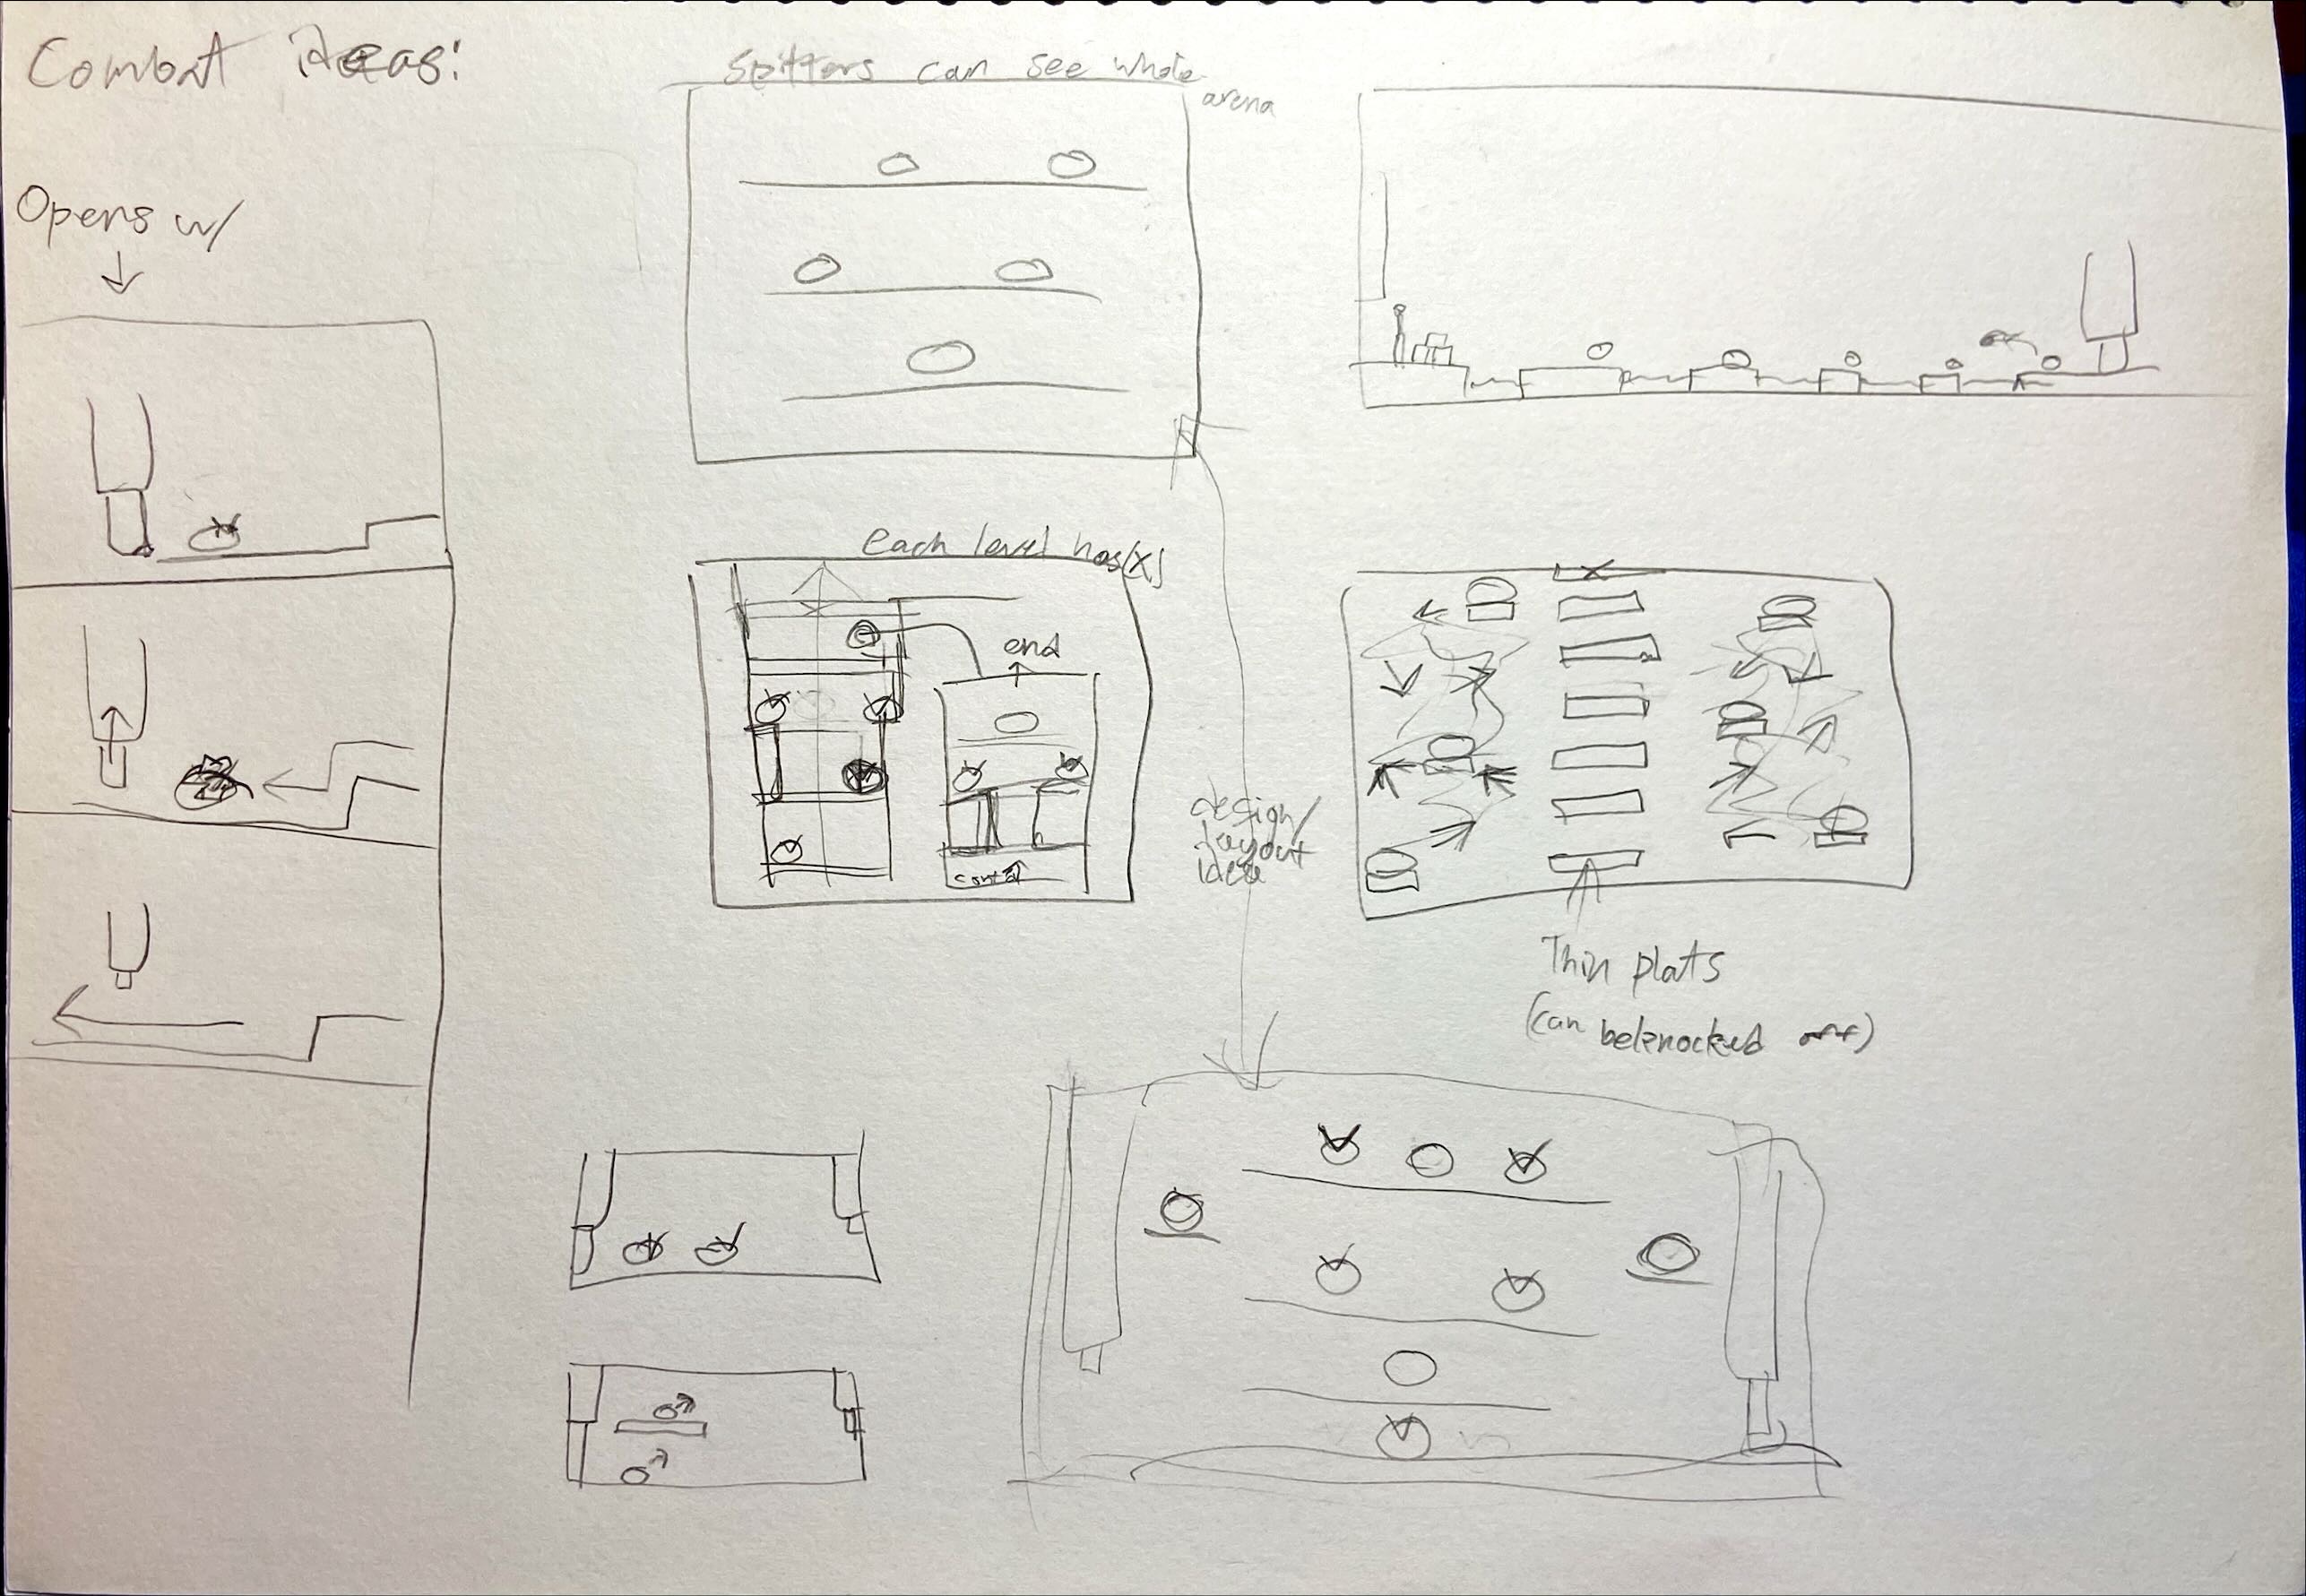 Combat Ideas:
Spitters can see whole
arena
Opens w/
each level has(x)
end
cont'd
design/
layout
idea
Thin plats
(can be knocked off)